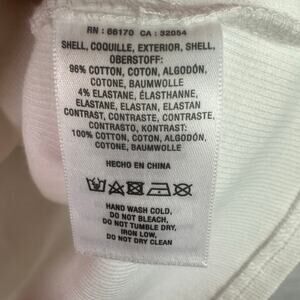 RN : 66170 CA : 32054
SHELL, COQUILLE, EXTERIOR, SHELL,
OBERSTOFF:
96% COTTON, COTON, ALGODÓN,
COTONE, BAUMWOLLE
4% ELASTANE, ÉLASTHANNE,
ELASTANO, ELASTAN, ELASTAN
CONTRAST, CONTRASTE, CONTRASTE,
CONTRASTO, KONTRAST:
100% COTTON, COTON, ALGODÓN,
COTONE, BAUMWOLLE
HECHO EN CHINA
HAND WASH COLD,
DO NOT BLEACH,
DO NOT TUMBLE DRY,
IRON LOW,
DO NOT DRY CLEAN